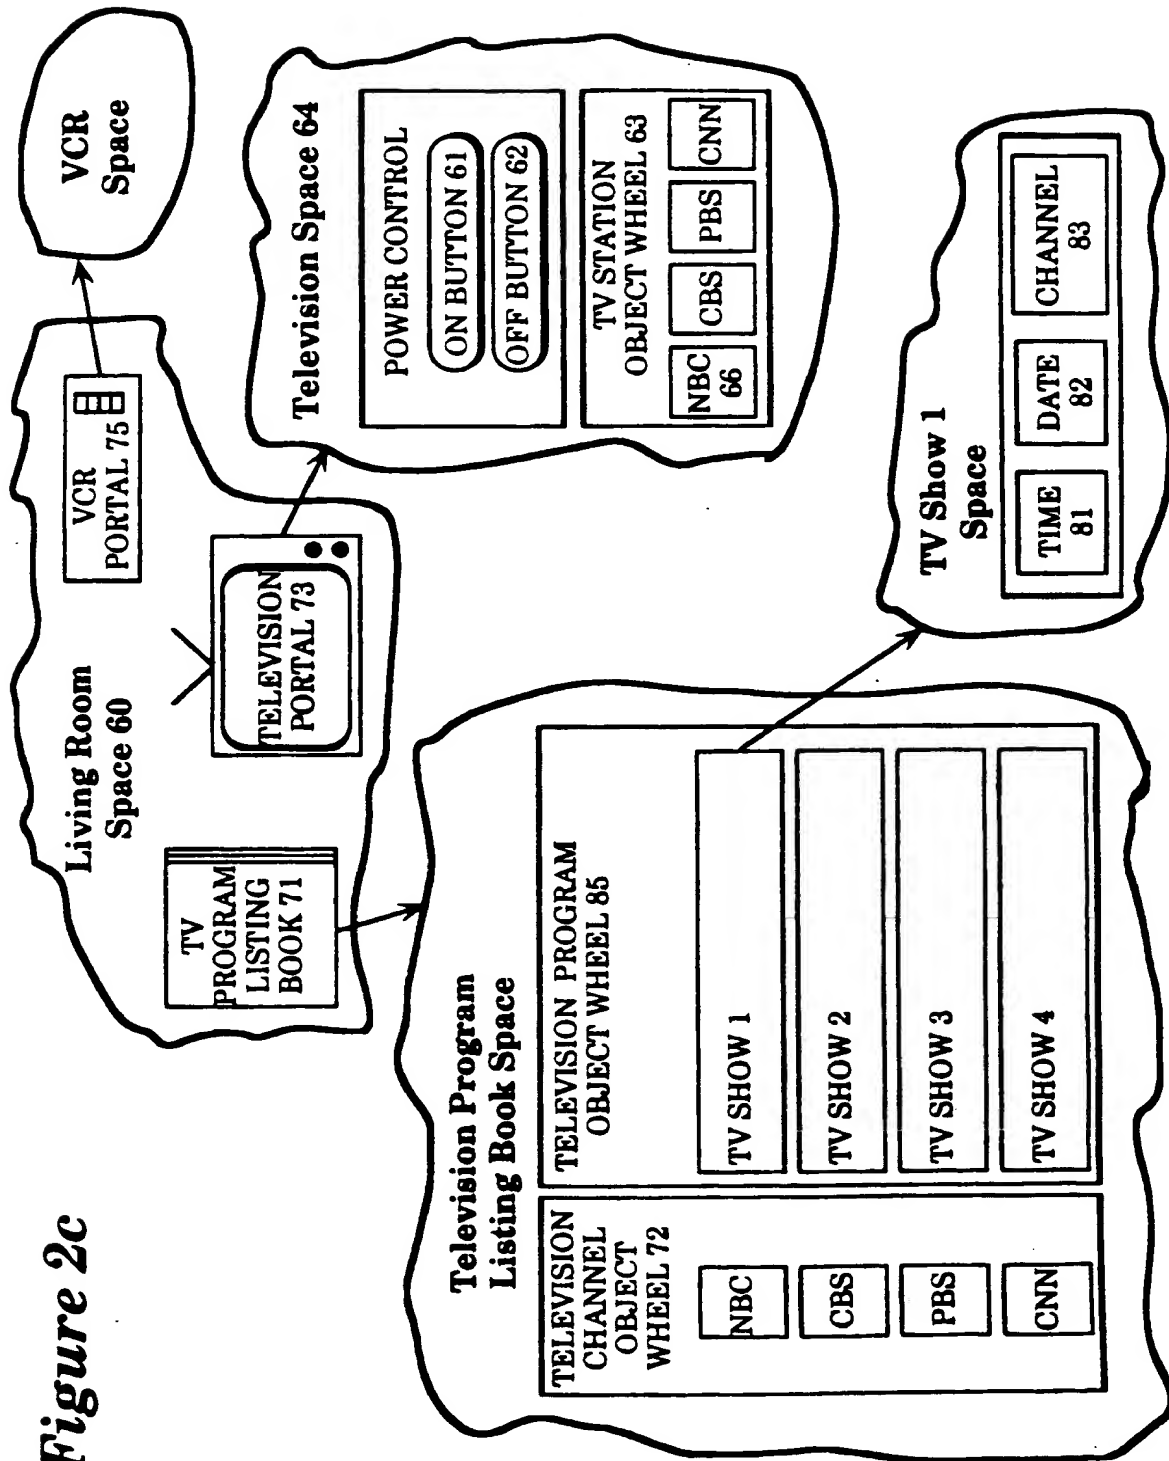 Figure 2c
Living Room
Space 60
TV
PROGRAM
LISTING
BOOK 71
TELEVISION
PORTAL 73
VCR
PORTAL 75
VCR
Space
Television Space 64
POWER CONTROL
ON BUTTON 61
OFF BUTTON 62
TV STATION
OBJECT WHEEL 63
NBC
66
CBS
PBS
CNN
Television Program
Listing Book Space
TELEVISION
CHANNEL
OBJECT
WHEEL 72
NBC
CBS
PBS
CNN
TELEVISION PROGRAM
OBJECT WHEEL 85
TV SHOW 1
TV SHOW 2
TV SHOW 3
TV SHOW 4
TV Show 1
Space
TIME
81
DATE
82
CHANNEL
83